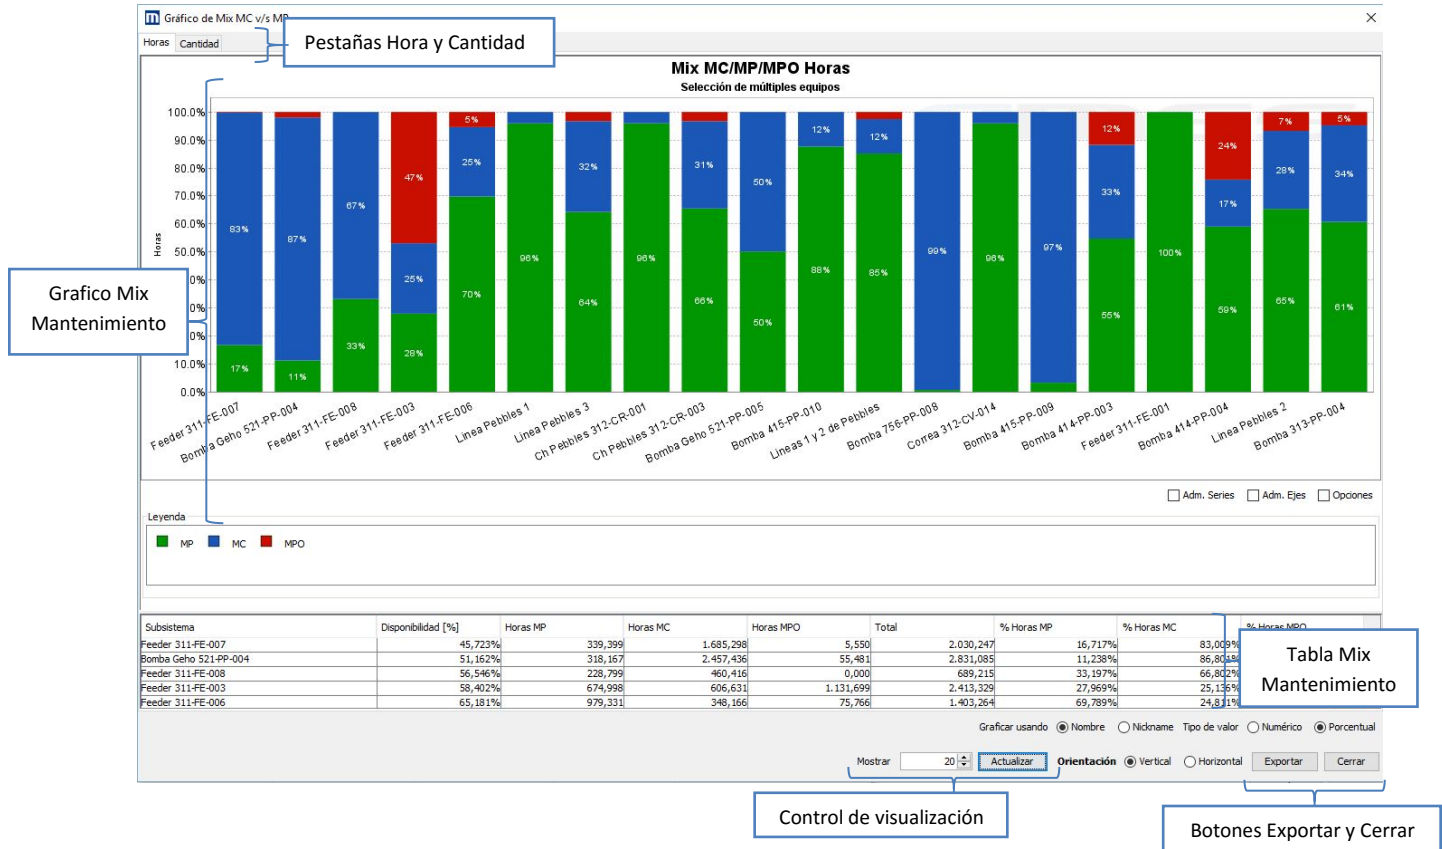 Gráfico de Mix MC v/s MP
Horas Cantidad
Pestañas Hora y Cantidad
Mix MC/MP/MPO Horas
Selección de múltiples equipos
Horas
100.0%
90.0%
80.0%
70.0%
60.0%
50.0%
10.0%
0.0%
Grafico Mix
Mantenimiento
83% 17%
87% 11%
67% 33%
47% 25% 28%
5% 25% 70%
96%
32% 64%
96%
31% 66%
50% 50%
12% 88%
12% 85%
99%
96%
97%
12% 33% 55%
100%
24% 17% 59%
7% 28% 65%
5% 34% 61%
Feeder 311-FE-007
Bomba Geho 521-PP-004
Feeder 311-FE-008
Feeder 311-FE-003
Feeder 311-FE-006
Linea Pebbles 1
Linea Pebbles 3
Ch Pebbles 312-CR-001
Ch Pebbles 312-CR-003
Bomba Geho 521-PP-005
Bomba 415-PP-010
Lineas 1 y 2 de Pebbles
Bomba 756-PP-008
Correa 312-CV-014
Bomba 415-PP-009
Bomba 414-PP-003
Feeder 311-FE-001
Bomba 414-PP-004
Linea Pebbles 2
Bomba 313-PP-004
Adm. Series Adm. Ejes Opciones
Leyenda
MP MC MPO
Subsistema Disponibilidad [%] Horas MP Horas MC Horas MPO Total % Horas MP % Horas MC % Horas MPO
Feeder 311-FE-007 45,723% 339,399 1.685,298 5,550 2.030,247 16,717% 83,009%
Bomba Geho 521-PP-004 51,162% 318,167 2.457,436 55,481 2.831,085 11,238% 86,801%
Feeder 311-FE-008 56,546% 228,799 460,416 0,000 689,215 33,197% 66,802%
Feeder 311-FE-003 58,402% 674,998 606,631 1.131,699 2.413,329 27,969% 25,136%
Feeder 311-FE-006 65,181% 979,331 348,166 75,766 1.403,264 69,789% 24,811%
Tabla Mix
Mantenimiento
Graficar usando Nombre Nickname Tipo de valor Numérico Porcentual
Mostrar 20 Actualizar Orientación Vertical Horizontal Exportar Cerrar
Control de visualización
Botones Exportar y Cerrar